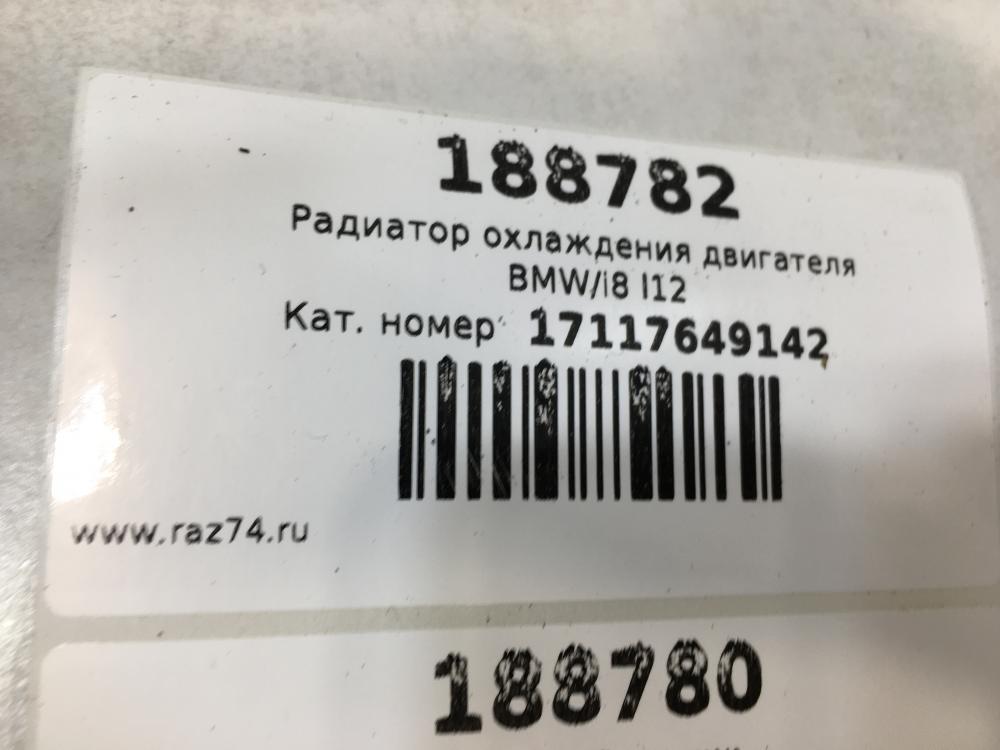 188782
Радиатор охлаждения двигателя
BMW/i8 I12
Кат. номер 17117649142
www.raz74.ru
188780